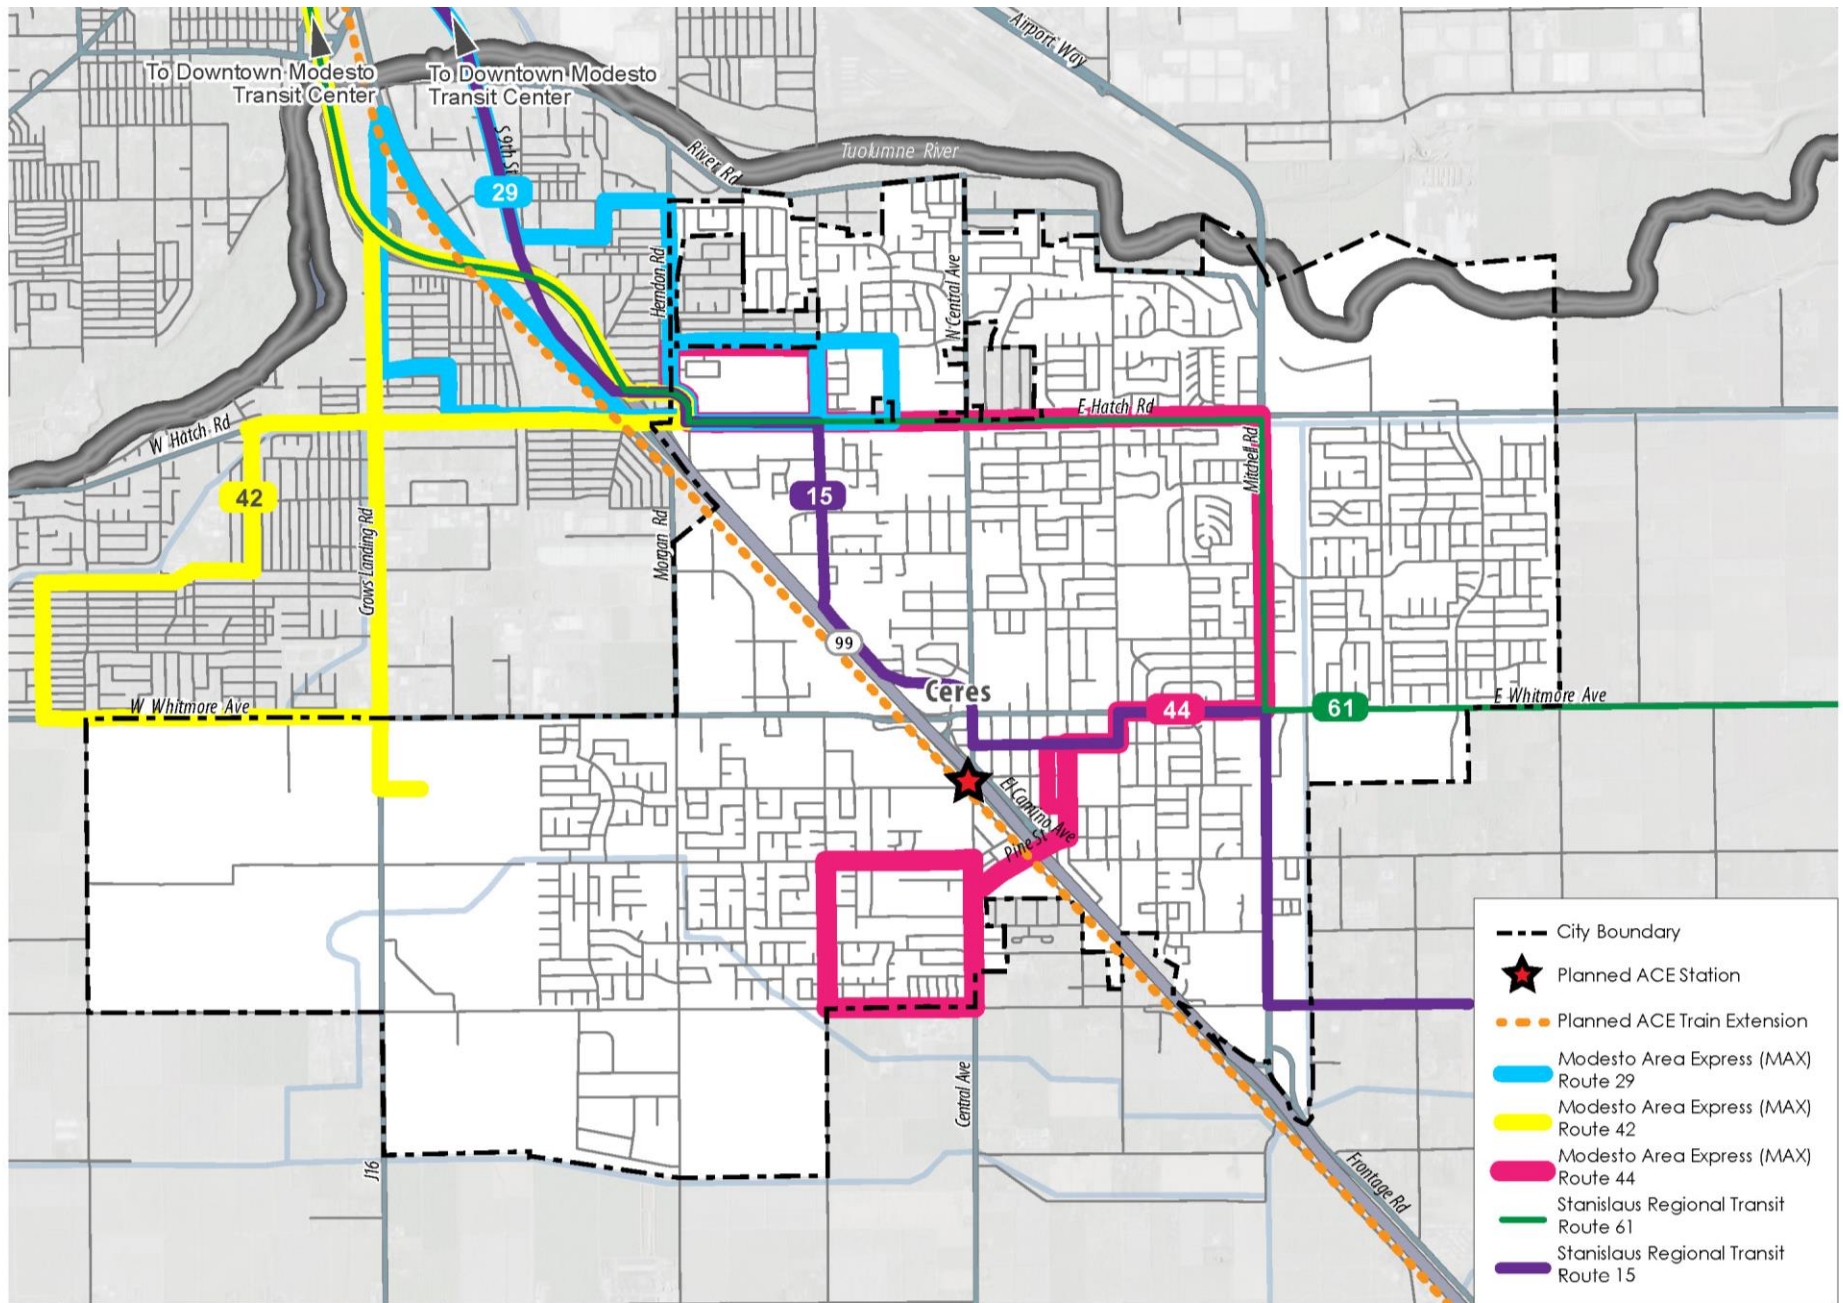 Airport Way
To Downtown Modesto
Transit Center
To Downtown Modesto
Transit Center
S 9th St
River Rd
Tuolumne River
29
Herndon Rd
N Central Ave
E Hatch Rd
W Hatch Rd
Mitchell Rd
42
15
Crows Landing Rd
Morgan Rd
99
Ceres
W Whitmore Ave
E Whitmore Ave
44
61
El Camino Ave
Pine St
Central Ave
J16
Frontage Rd
City Boundary
Planned ACE Station
Planned ACE Train Extension
Modesto Area Express (MAX)
Route 29
Modesto Area Express (MAX)
Route 42
Modesto Area Express (MAX)
Route 44
Stanislaus Regional Transit
Route 61
Stanislaus Regional Transit
Route 15